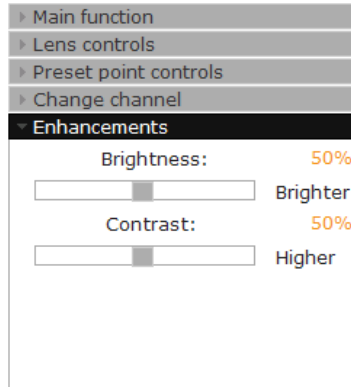 Main function
Lens controls
Preset point controls
Change channel
Enhancements
Brightness: 50%
Brighter
Contrast: 50%
Higher